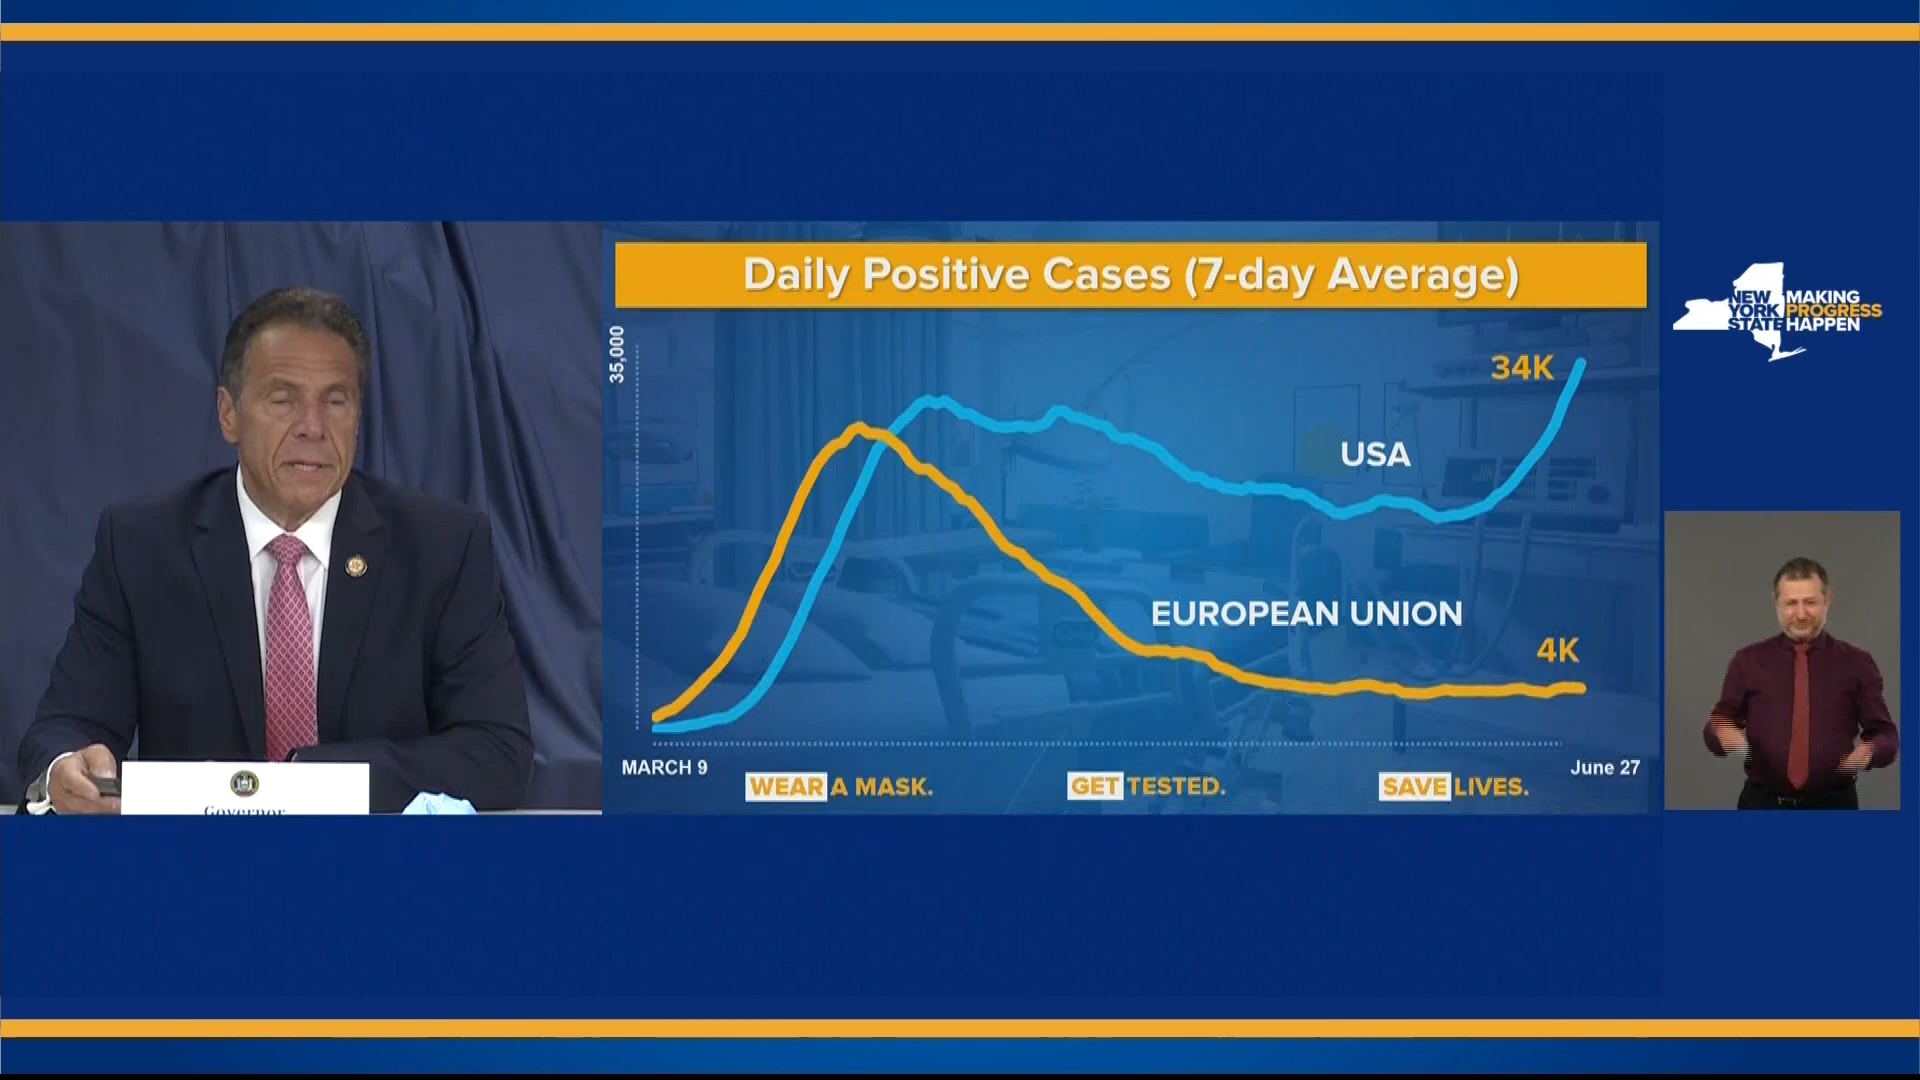 Daily Positive Cases (7-day Average)
35,000
34K
USA
EUROPEAN UNION
4K
MARCH 9
June 27
WEAR A MASK.
GET TESTED.
SAVE LIVES.
NEW YORK STATE
MAKING PROGRESS HAPPEN
Governor